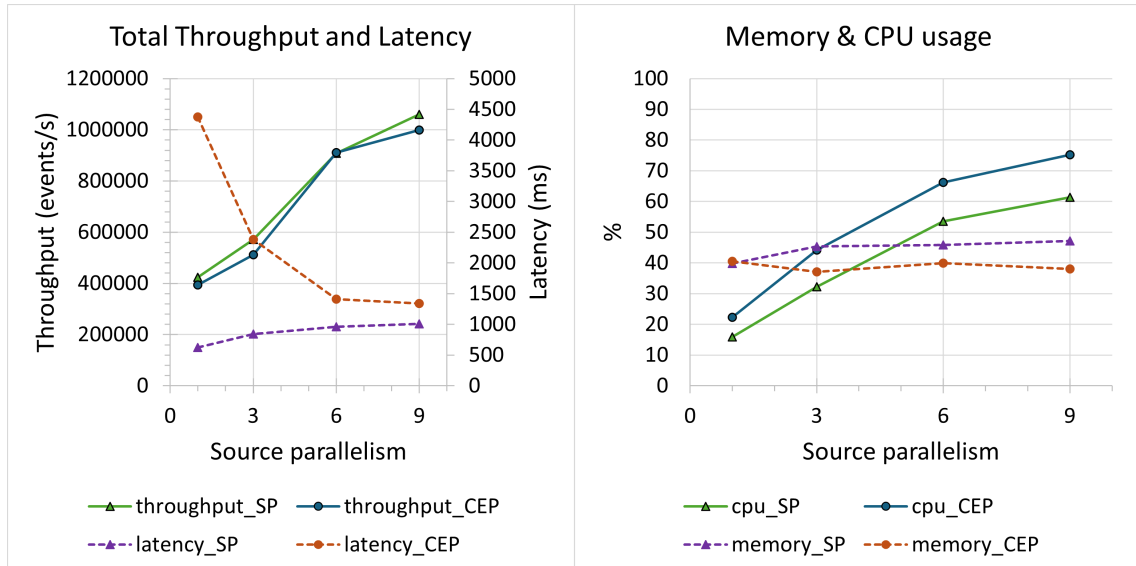 Total Throughput and Latency
Throughput (events/s)
1200000
1000000
800000
600000
400000
200000
0
5000
4500
4000
3500
3000
2500
2000
1500
1000
500
0
Latency (ms)
0 3 6 9
Source parallelism
throughput_SP throughput_CEP
latency_SP latency_CEP
Memory & CPU usage
%
100
90
80
70
60
50
40
30
20
10
0
0 3 6 9
Source parallelism
cpu_SP cpu_CEP
memory_SP memory_CEP